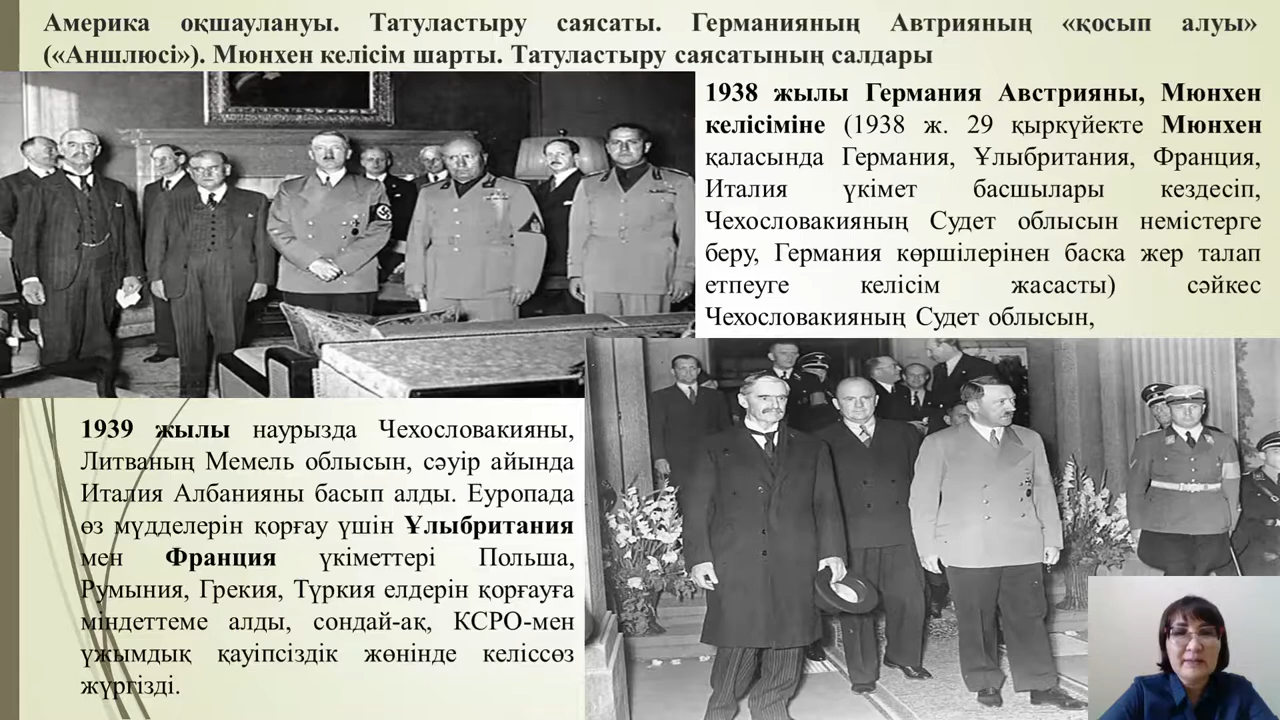 Америка оқшаулануы. Татуластыру саясаты. Германияның Автрияның «қосып алуы»
(«Аншлюсі»). Мюнхен келісім шарты. Татуластыру саясатының салдары
1938 жылы Германия Австрияны, Мюнхен
келісіміне (1938 ж. 29 қыркүйекте Мюнхен
қаласында Германия, Ұлыбритания, Франция,
Италия үкімет басшылары кездесіп,
Чехословакияның Судет облысын немістерге
беру, Германия көршілерінен баска жер талап
етпеуге келісім жасасты) сәйкес
Чехословакияның Судет облысын,
1939 жылы наурызда Чехословакияны,
Литваның Мемель облысын, сәуір айында
Италия Албанияны басып алды. Еуропада
өз мүдделерін қорғау үшін Ұлыбритания
мен Франция үкіметтері Польша,
Румыния, Грекия, Түркия елдерін қорғауға
міндеттеме алды, сондай-ақ, КСРО-мен
ұжымдық қауіпсіздік жөнінде келіссөз
жүргізді.